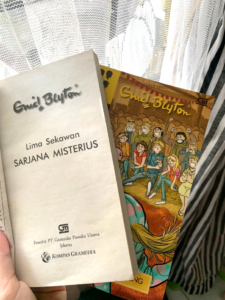 Enid Blyton
Lima Sekawan
SARJANA MISTERIUS
Penerbit PT Gramedia Pustaka Utama
Jakarta
KOMPAS GRAMEDIA
Enid Blyton